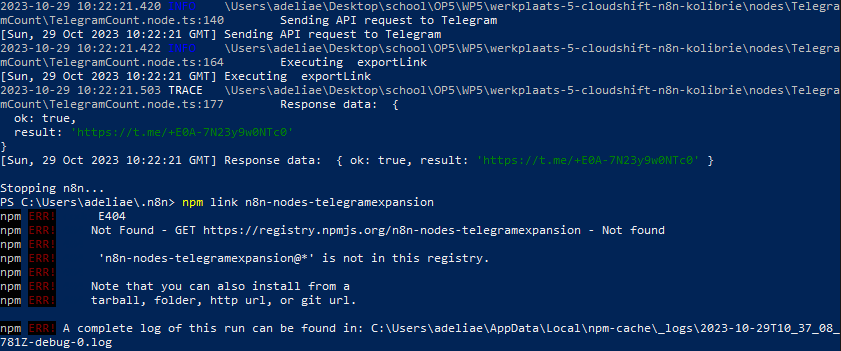 2023-10-29 10:22:21.420 INFO    \Users\adeliae\Desktop\school\OP5\WP5\werkplaats-5-cloudshift-n8n-kolibrie\nodes\Telegra
mCount\TelegramCount.node.ts:140        Sending API request to Telegram
[Sun, 29 Oct 2023 10:22:21 GMT] Sending API request to Telegram
2023-10-29 10:22:21.422 INFO    \Users\adeliae\Desktop\school\OP5\WP5\werkplaats-5-cloudshift-n8n-kolibrie\nodes\Telegra
mCount\TelegramCount.node.ts:164        Executing  exportLink
[Sun, 29 Oct 2023 10:22:21 GMT] Executing  exportLink
2023-10-29 10:22:21.503 TRACE   \Users\adeliae\Desktop\school\OP5\WP5\werkplaats-5-cloudshift-n8n-kolibrie\nodes\Telegra
mCount\TelegramCount.node.ts:177        Response data:  {
  ok: true,
  result: 'https://t.me/+E0A-7N23y9w0NTc0'
}
[Sun, 29 Oct 2023 10:22:21 GMT] Response data:  { ok: true, result: 'https://t.me/+E0A-7N23y9w0NTc0' }
Stopping n8n...
PS C:\Users\adeliae\.n8n> npm link n8n-nodes-telegramexpansion
npm ERR!      E404
npm ERR!     Not Found - GET https://registry.npmjs.org/n8n-nodes-telegramexpansion - Not found
npm ERR!
npm ERR!      'n8n-nodes-telegramexpansion@*' is not in this registry.
npm ERR!
npm ERR!     Note that you can also install from a
npm ERR!     tarball, folder, http url, or git url.
npm ERR! A complete log of this run can be found in: C:\Users\adeliae\AppData\Local\npm-cache\_logs\2023-10-29T10_37_08_
781Z-debug-0.log